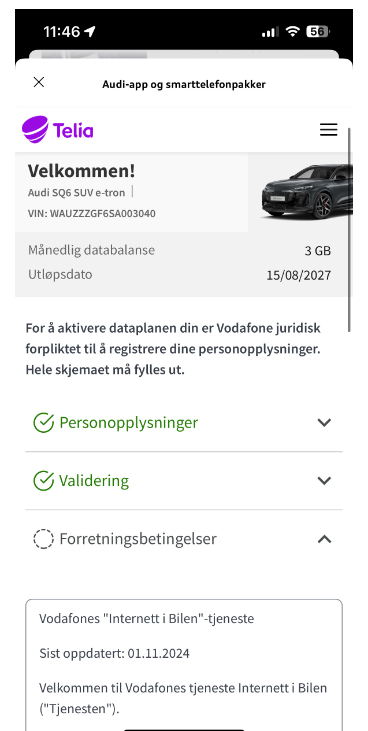 11:46
56
Audi-app og smarttelefonpakker
Telia
Velkommen!
Audi SQ6 SUV e-tron
VIN: WAUZZZGF6SA003040
Månedlig databalanse 3 GB
Utløpsdato 15/08/2027
For å aktivere dataplanen din er Vodafone juridisk
forpliktet til å registrere dine personopplysninger.
Hele skjemaet må fylles ut.
Personopplysninger
Validering
Forretningsbetingelser
Vodafones "Internett i Bilen"-tjeneste
Sist oppdatert: 01.11.2024
Velkommen til Vodafones tjeneste Internett i Bilen
("Tjenesten").